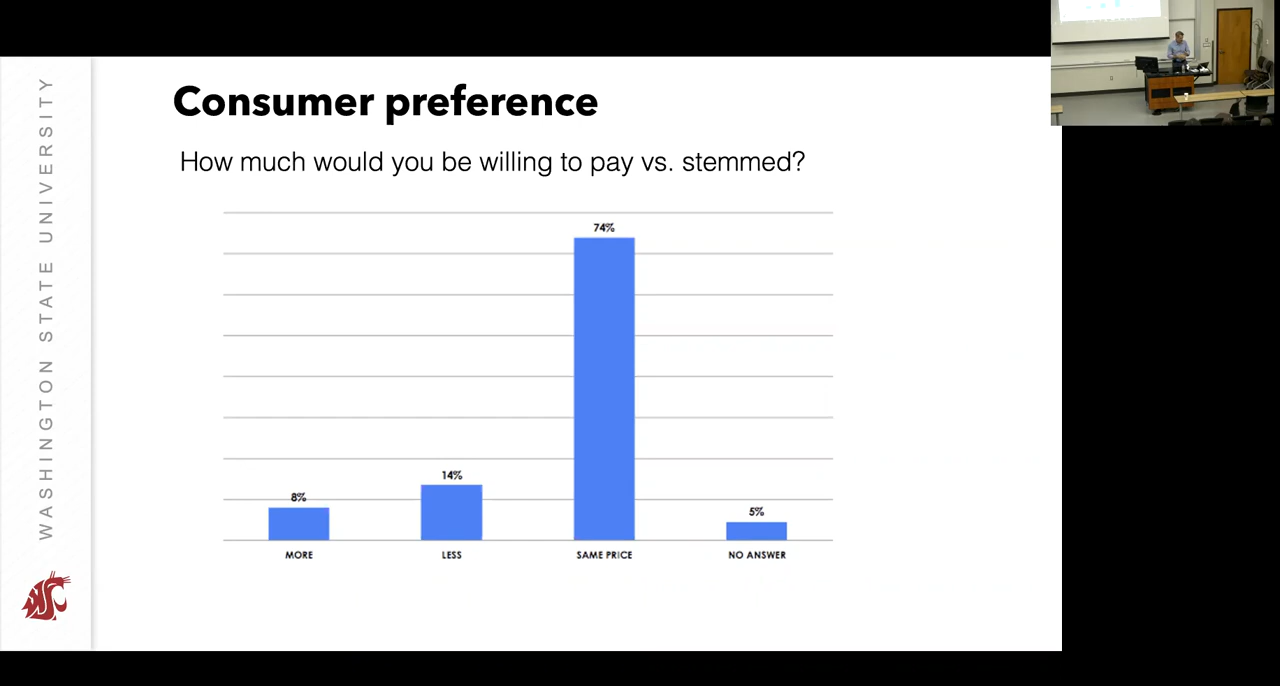 WASHINGTON STATE UNIVERSITY
Consumer preference
How much would you be willing to pay vs. stemmed?
74%
14%
8%
5%
MORE LESS SAME PRICE NO ANSWER